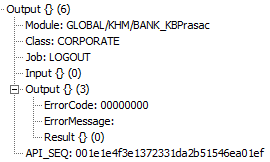 Output {} (6)
Module: GLOBAL/KHM/BANK_KBPrasac
Class: CORPORATE
Job: LOGOUT
Input {} (0)
Output {} (3)
ErrorCode: 00000000
ErrorMessage:
Result {} (0)
API_SEQ: 001e1e4f3e1372331da2b51546ea01ef